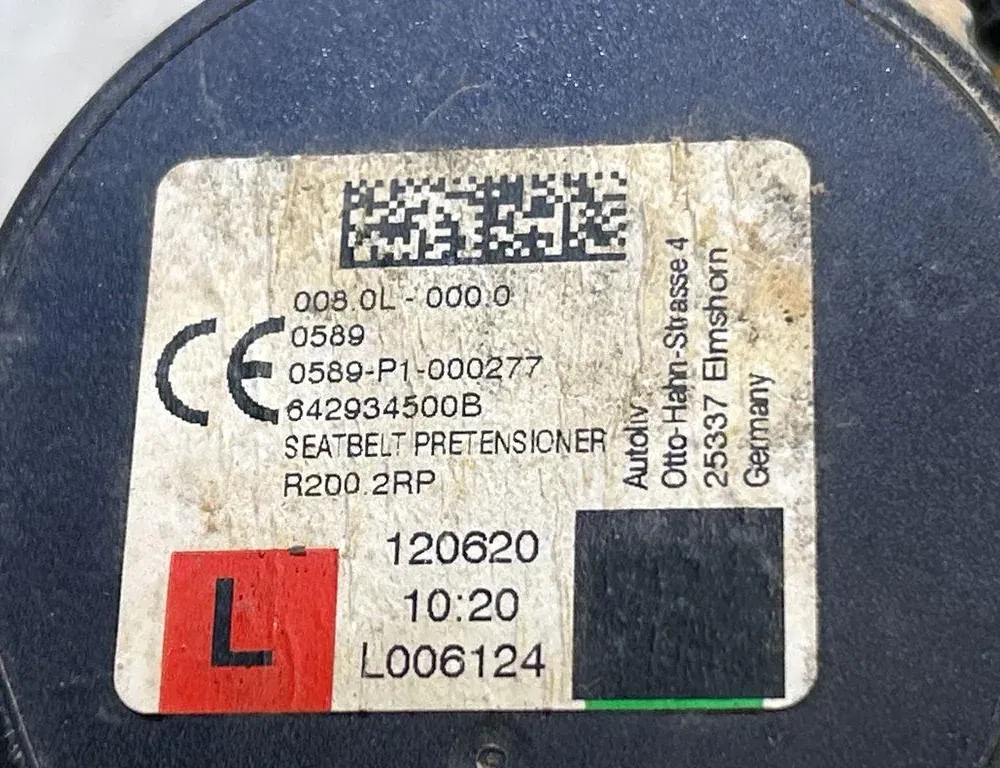 008.0L - 000.0
CE
0589
0589-P1-000277
642934500B
SEATBELT PRETENSIONER
R200.2RP
Autoliv
Otto-Hahn-Strasse 4
25337 Elmshorn
Germany
L
120620
10:20
L006124